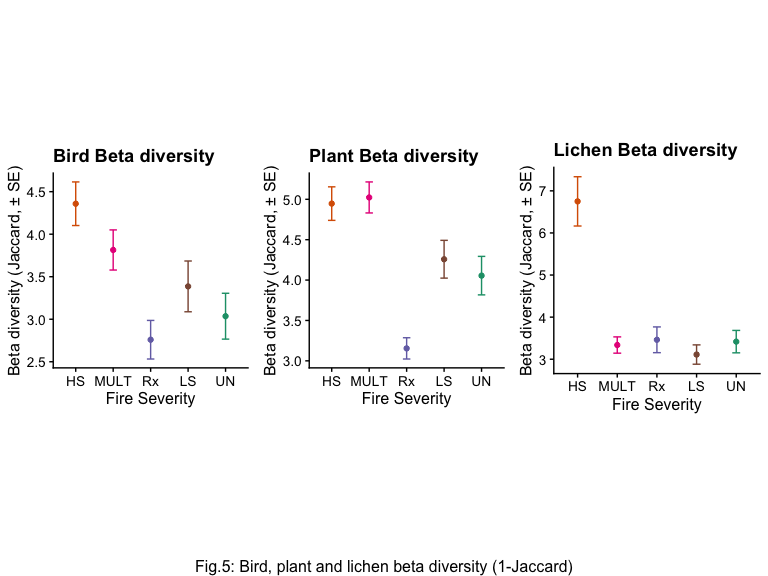 Bird Beta diversity
Beta diversity (Jaccard, ± SE)
4.5
4.0
3.5
3.0
2.5
HS MULT Rx LS UN
Fire Severity
Plant Beta diversity
Beta diversity (Jaccard, ± SE)
5.0
4.5
4.0
3.5
3.0
HS MULT Rx LS UN
Fire Severity
Lichen Beta diversity
Beta diversity (Jaccard, ± SE)
7
6
5
4
3
HS MULT Rx LS UN
Fire Severity
Fig.5: Bird, plant and lichen beta diversity (1-Jaccard)